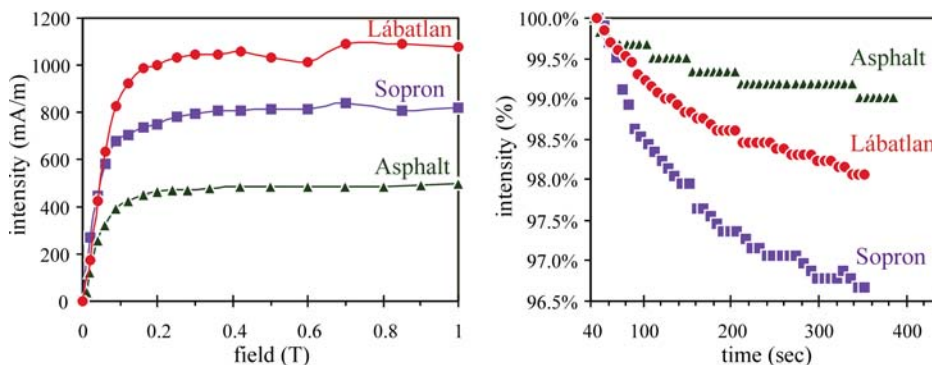 1200
1000
800
600
400
200
0
intensity (mA/m)
Lábatlan
Sopron
Asphalt
0
0.2
0.4
0.6
0.8
1
field (T)
100.0%
99.5%
99.0%
98.5%
98.0%
97.5%
97.0%
96.5%
intensity (%)
Asphalt
Lábatlan
Sopron
40
100
200
300
400
time (sec)